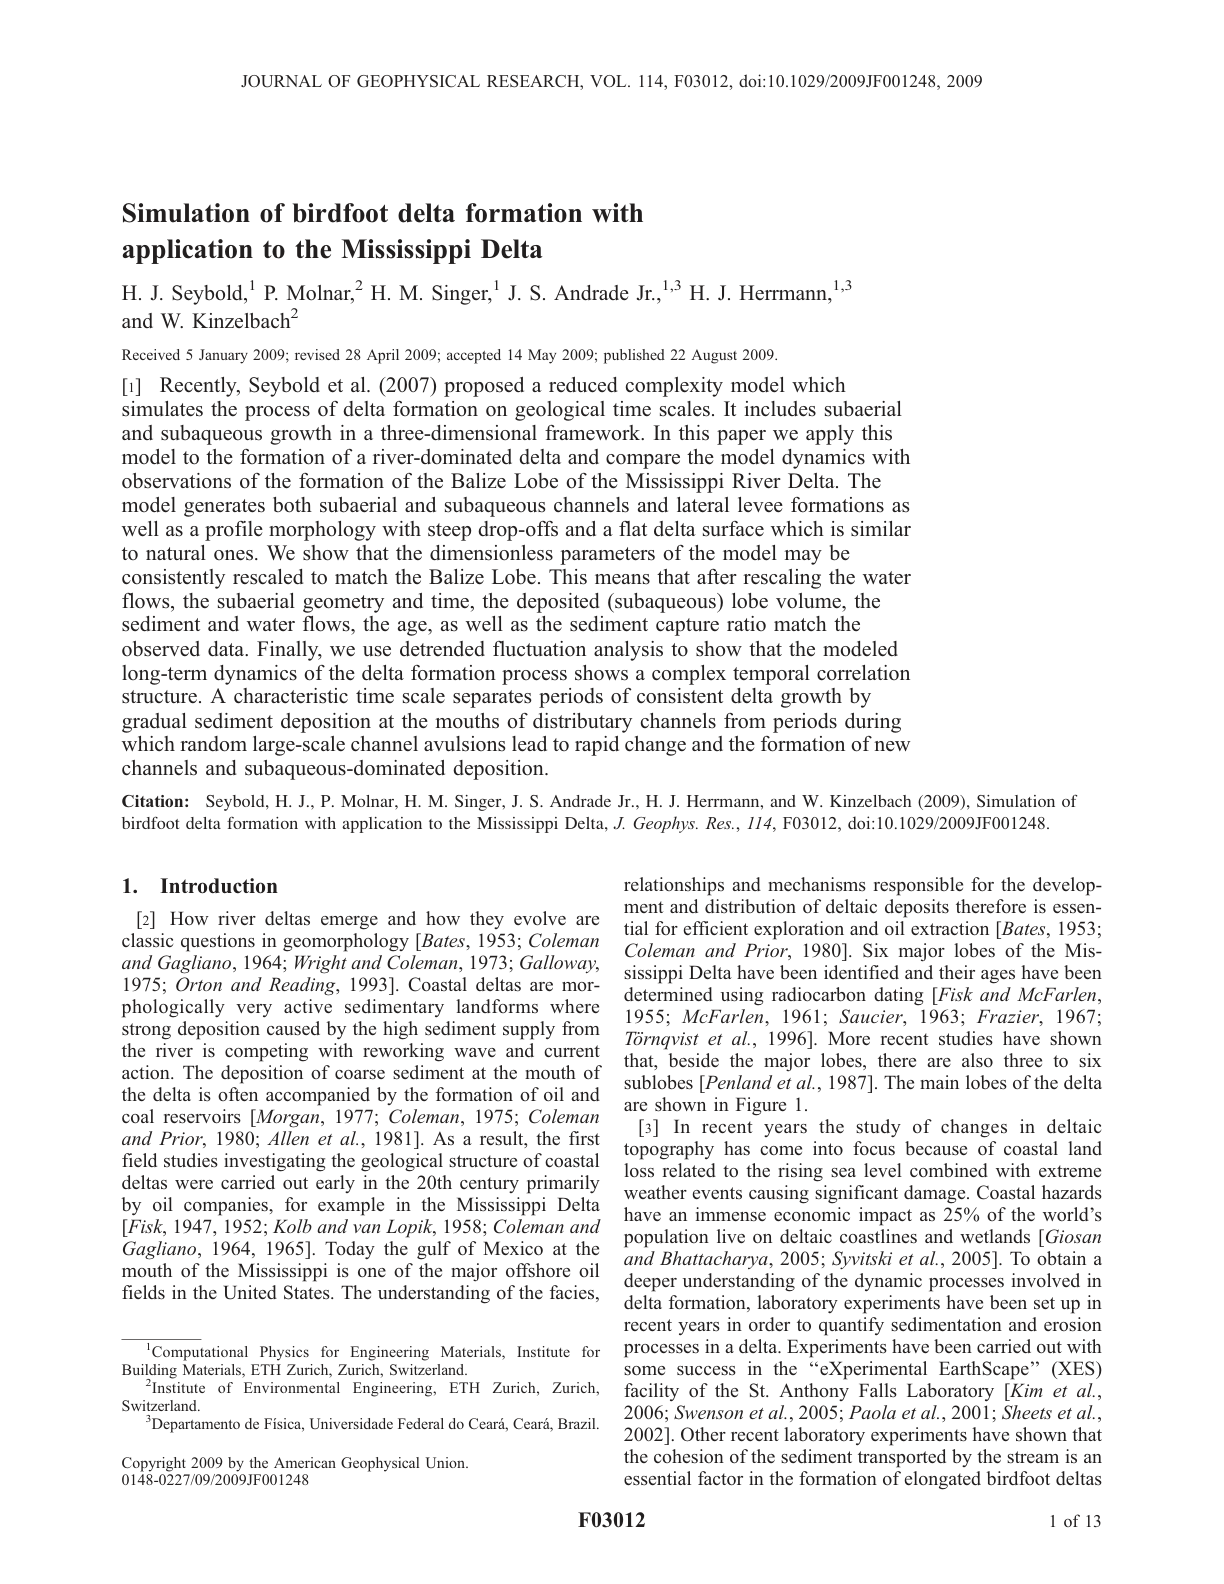 JOURNAL OF GEOPHYSICAL RESEARCH, VOL. 114, F03012, doi:10.1029/2009JF001248, 2009
Simulation of birdfoot delta formation with
application to the Mississippi Delta
H. J. Seybold,1 P. Molnar,2 H. M. Singer,1 J. S. Andrade Jr.,1,3 H. J. Herrmann,1,3
and W. Kinzelbach2
Received 5 January 2009; revised 28 April 2009; accepted 14 May 2009; published 22 August 2009.
[1] Recently, Seybold et al. (2007) proposed a reduced complexity model which
simulates the process of delta formation on geological time scales. It includes subaerial
and subaqueous growth in a three-dimensional framework. In this paper we apply this
model to the formation of a river-dominated delta and compare the model dynamics with
observations of the formation of the Balize Lobe of the Mississippi River Delta. The
model generates both subaerial and subaqueous channels and lateral levee formations as
well as a profile morphology with steep drop-offs and a flat delta surface which is similar
to natural ones. We show that the dimensionless parameters of the model may be
consistently rescaled to match the Balize Lobe. This means that after rescaling the water
flows, the subaerial geometry and time, the deposited (subaqueous) lobe volume, the
sediment and water flows, the age, as well as the sediment capture ratio match the
observed data. Finally, we use detrended fluctuation analysis to show that the modeled
long-term dynamics of the delta formation process shows a complex temporal correlation
structure. A characteristic time scale separates periods of consistent delta growth by
gradual sediment deposition at the mouths of distributary channels from periods during
which random large-scale channel avulsions lead to rapid change and the formation of new
channels and subaqueous-dominated deposition.
Citation: Seybold, H. J., P. Molnar, H. M. Singer, J. S. Andrade Jr., H. J. Herrmann, and W. Kinzelbach (2009), Simulation of
birdfoot delta formation with application to the Mississippi Delta, J. Geophys. Res., 114, F03012, doi:10.1029/2009JF001248.
1. Introduction
[2] How river deltas emerge and how they evolve are
classic questions in geomorphology [Bates, 1953; Coleman
and Gagliano, 1964; Wright and Coleman, 1973; Galloway,
1975; Orton and Reading, 1993]. Coastal deltas are mor-
phologically very active sedimentary landforms where
strong deposition caused by the high sediment supply from
the river is competing with reworking wave and current
action. The deposition of coarse sediment at the mouth of
the delta is often accompanied by the formation of oil and
coal reservoirs [Morgan, 1977; Coleman, 1975; Coleman
and Prior, 1980; Allen et al., 1981]. As a result, the first
field studies investigating the geological structure of coastal
deltas were carried out early in the 20th century primarily
by oil companies, for example in the Mississippi Delta
[Fisk, 1947, 1952; Kolb and van Lopik, 1958; Coleman and
Gagliano, 1964, 1965]. Today the gulf of Mexico at the
mouth of the Mississippi is one of the major offshore oil
fields in the United States. The understanding of the facies,
1Computational Physics for Engineering Materials, Institute for
Building Materials, ETH Zurich, Zurich, Switzerland.
2Institute of Environmental Engineering, ETH Zurich, Zurich,
Switzerland.
3Departamento de Física, Universidade Federal do Ceará, Ceará, Brazil.
Copyright 2009 by the American Geophysical Union.
0148-0227/09/2009JF001248
relationships and mechanisms responsible for the develop-
ment and distribution of deltaic deposits therefore is essen-
tial for efficient exploration and oil extraction [Bates, 1953;
Coleman and Prior, 1980]. Six major lobes of the Mis-
sissippi Delta have been identified and their ages have been
determined using radiocarbon dating [Fisk and McFarlen,
1955; McFarlen, 1961; Saucier, 1963; Frazier, 1967;
Törnqvist et al., 1996]. More recent studies have shown
that, beside the major lobes, there are also three to six
sublobes [Penland et al., 1987]. The main lobes of the delta
are shown in Figure 1.
[3] In recent years the study of changes in deltaic
topography has come into focus because of coastal land
loss related to the rising sea level combined with extreme
weather events causing significant damage. Coastal hazards
have an immense economic impact as 25% of the world's
population live on deltaic coastlines and wetlands [Giosan
and Bhattacharya, 2005; Syvitski et al., 2005]. To obtain a
deeper understanding of the dynamic processes involved in
delta formation, laboratory experiments have been set up in
recent years in order to quantify sedimentation and erosion
processes in a delta. Experiments have been carried out with
some success in the “eXperimental EarthScape” (XES)
facility of the St. Anthony Falls Laboratory [Kim et al.,
2006; Swenson et al., 2005; Paola et al., 2001; Sheets et al.,
2002]. Other recent laboratory experiments have shown that
the cohesion of the sediment transported by the stream is an
essential factor in the formation of elongated birdfoot deltas
F03012
1 of 13